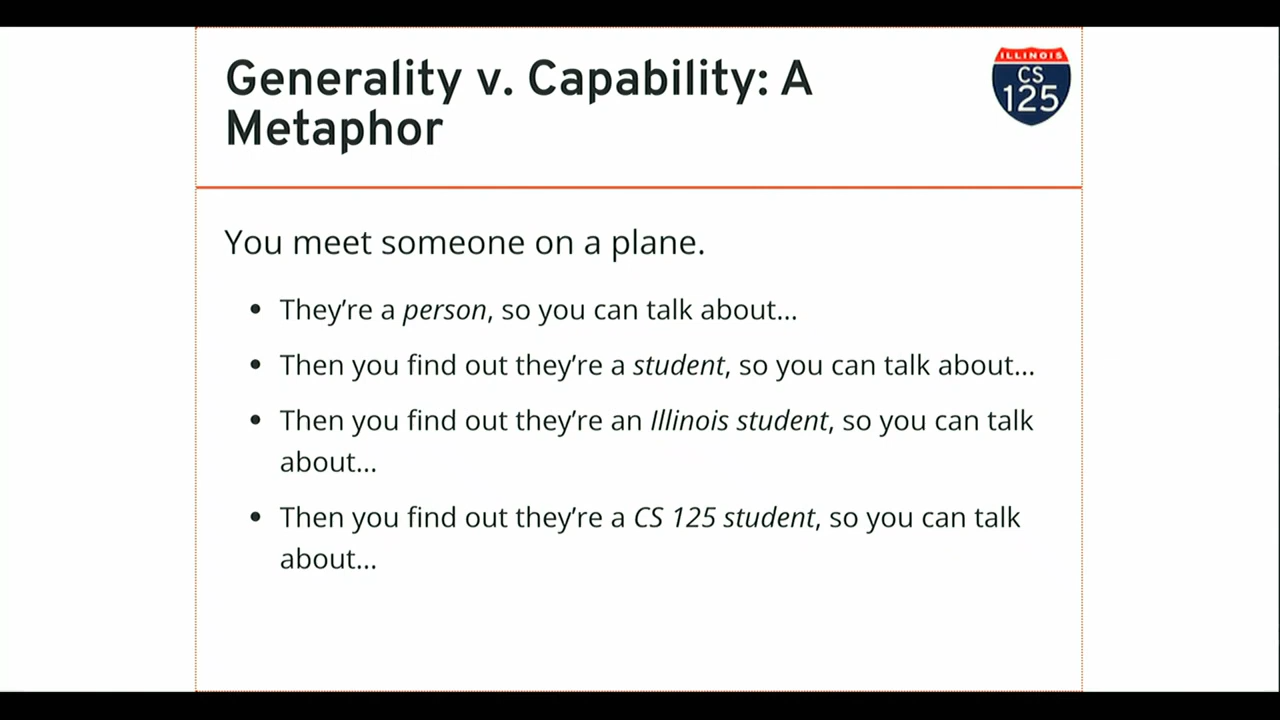 Generality v. Capability: A
Metaphor
ILLINOIS
CS
125
You meet someone on a plane.
• They’re a person, so you can talk about...
• Then you find out they’re a student, so you can talk about...
• Then you find out they’re an Illinois student, so you can talk
about...
• Then you find out they’re a CS 125 student, so you can talk
about...